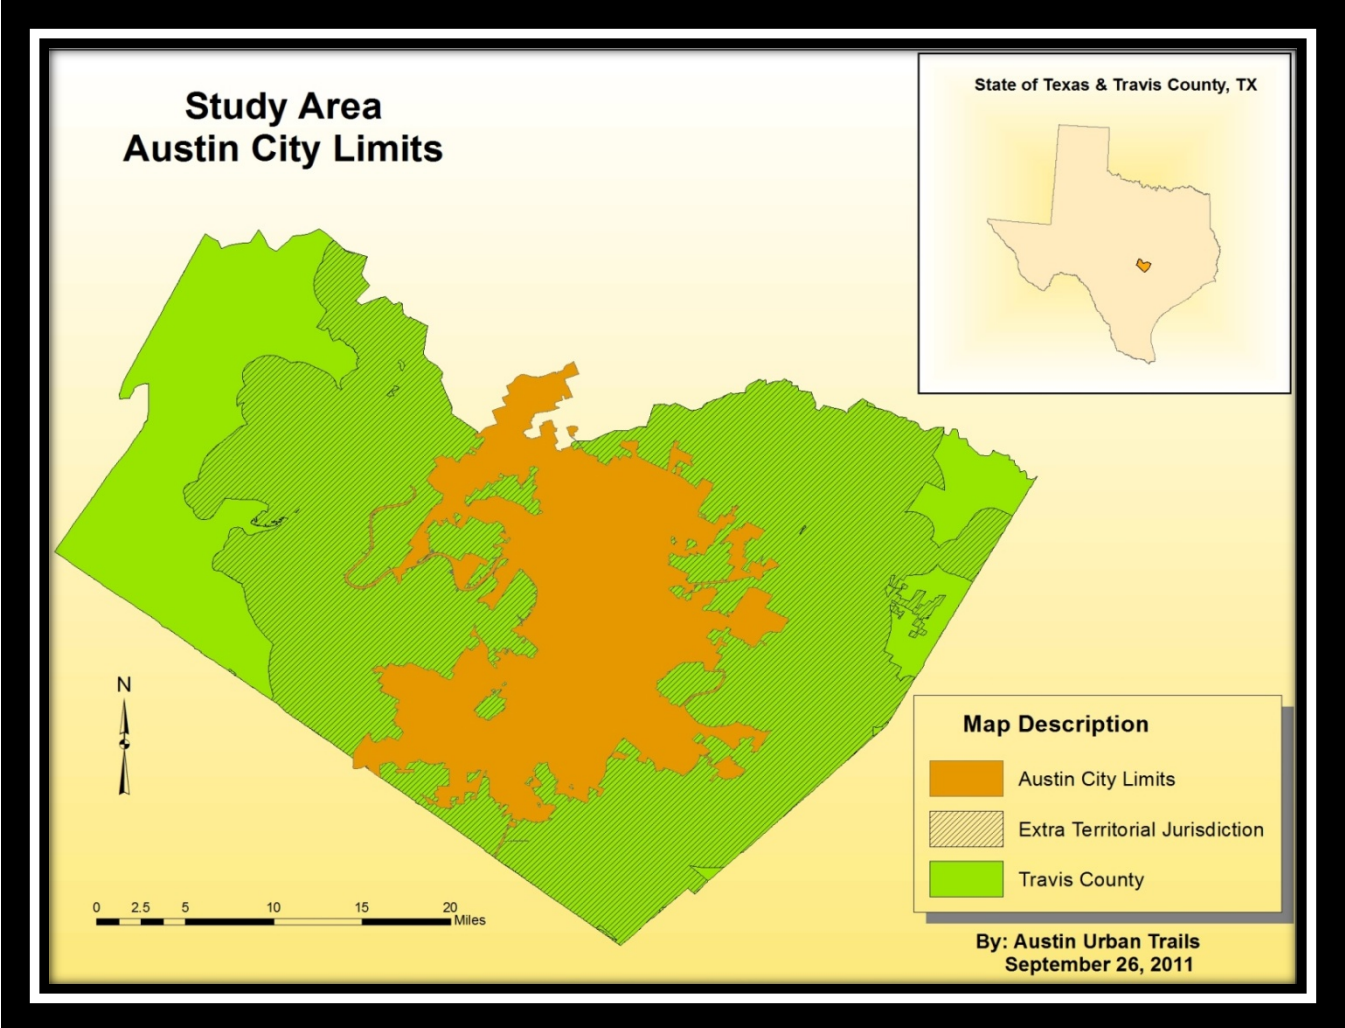 Study Area
Austin City Limits
State of Texas & Travis County, TX
N
0 2.5 5 10 15 20
Miles
Map Description
Austin City Limits
Extra Territorial Jurisdiction
Travis County
By: Austin Urban Trails
September 26, 2011